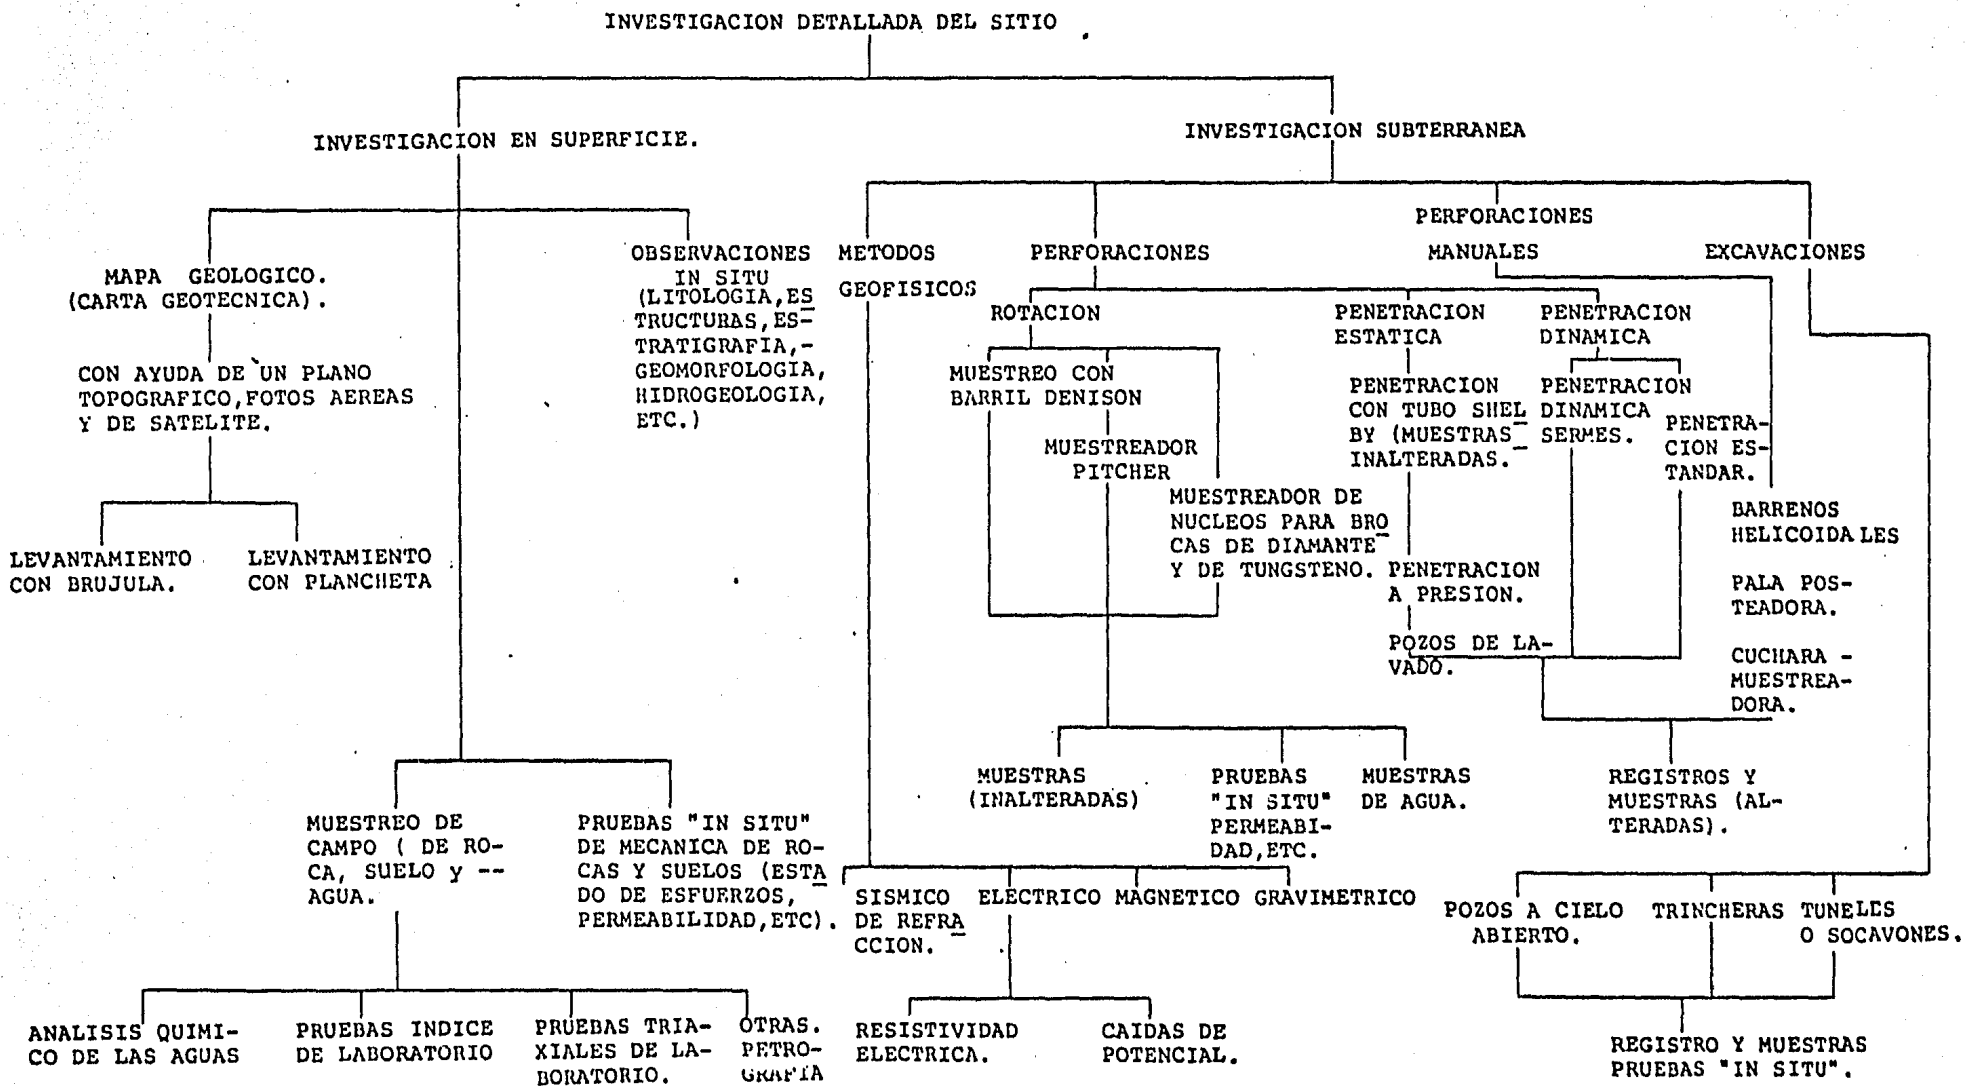 INVESTIGACION DETALLADA DEL SITIO
INVESTIGACION EN SUPERFICIE.
INVESTIGACION SUBTERRANEA
MAPA GEOLOGICO.
(CARTA GEOTECNICA).
CON AYUDA DE UN PLANO
TOPOGRAFICO,FOTOS AEREAS
Y DE SATELITE.
LEVANTAMIENTO
CON BRUJULA.
LEVANTAMIENTO
CON PLANCHETA
OBSERVACIONES
IN SITU
(LITOLOGIA,ES
TRUCTURAS,ES-
TRATIGRAFIA,-
GEOMORFOLOGIA,
HIDROGEOLOGIA,
ETC.)
MUESTREO DE
CAMPO ( DE RO-
CA, SUELO y --
AGUA.
PRUEBAS "IN SITU"
DE MECANICA DE RO-
CAS Y SUELOS (ESTA
DO DE ESFUERZOS,
PERMEABILIDAD,ETC).
ANALISIS QUIMI-
CO DE LAS AGUAS
PRUEBAS INDICE
DE LABORATORIO
PRUEBAS TRIA-
XIALES DE LA-
BORATORIO.
OTRAS.
PETRO-
GRAFIA
METODOS
GEOFISICOS
SISMICO
DE REFRA
CCION.
ELECTRICO
MAGNETICO
GRAVIMETRICO
RESISTIVIDAD
ELECTRICA.
CAIDAS DE
POTENCIAL.
PERFORACIONES
ROTACION
MUESTREO CON
BARRIL DENISON
MUESTREADOR
PITCHER
MUESTREADOR DE
NUCLEOS PARA BRO
CAS DE DIAMANTE
Y DE TUNGSTENO.
MUESTRAS
(INALTERADAS)
PRUEBAS
"IN SITU"
PERMEABI-
DAD,ETC.
MUESTRAS
DE AGUA.
PENETRACION
ESTATICA
PENETRACION
CON TUBO SHEL
BY (MUESTRAS
INALTERADAS.
PENETRACION
A PRESION.
POZOS DE LA-
VADO.
PENETRACION
DINAMICA
PENETRACION
DINAMICA
SERMES.
PENETRA-
CION ES-
TANDAR.
PERFORACIONES
MANUALES
BARRENOS
HELICOIDALES
PALA POS-
TEADORA.
CUCHARA -
MUESTREA-
DORA.
REGISTROS Y
MUESTRAS (AL-
TERADAS).
EXCAVACIONES
POZOS A CIELO
ABIERTO.
TRINCHERAS
TUNELES
O SOCAVONES.
REGISTRO Y MUESTRAS
PRUEBAS "IN SITU".